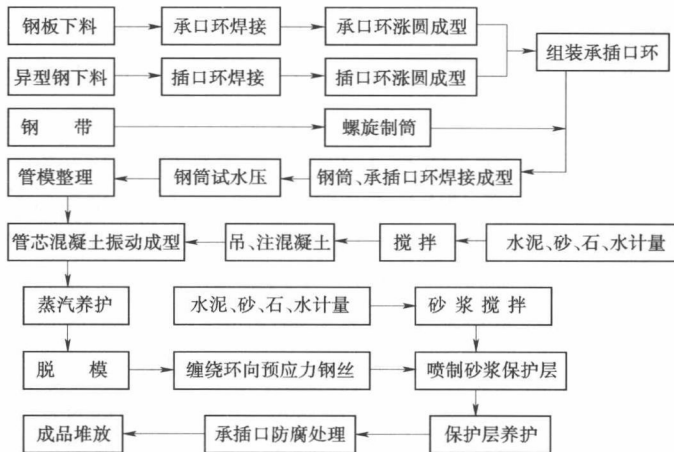 钢板下料 承口环焊接 承口环涨圆成型
组装承插口环
异型钢下料 插口环焊接 插口环涨圆成型
钢 带 螺旋制筒
管模整理 钢筒试水压 钢筒、承插口环焊接成型
管芯混凝土振动成型 吊、注混凝土 搅 拌 水泥、砂、石、水计量
蒸汽养护 水泥、砂、石、水计量 砂 浆 搅 拌
脱 模 缠绕环向预应力钢丝 喷制砂浆保护层
成品堆放 承插口防腐处理 保护层养护